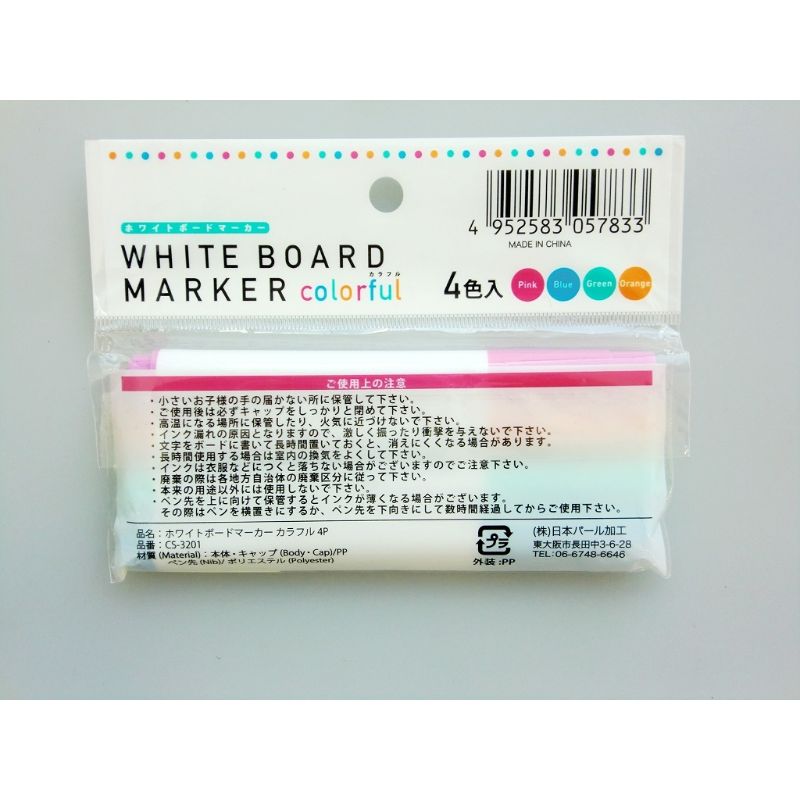 4 952583 057833
MADE IN CHINA
ホワイトボードマーカー
WHITE BOARD
カラフル
MARKER colorful
4色入 Pink Blue Green Orange
ご使用上の注意
・小さいお子様の手の届かない所に保管して下さい。
・ご使用後は必ずキャップをしっかりと閉めて下さい。
・高温になる場所に保管したり、火気に近づけないで下さい。
・インク漏れの原因となりますので、激しく振ったり衝撃を与えないで下さい。
・文字をボードに書いて長時間置いておくと、消えにくくなる場合があります。
・長時間使用する場合は室内の換気をよくして下さい。
・インクは衣服などにつくと落ちない場合がございますのでご注意下さい。
・廃棄の際は各地方自治体の廃棄区分に従って下さい。
・本来の用途以外には使用しないで下さい。
・ペン先を上に向けて保管するとインクが薄くなる場合がございます。
その際はペンを横置きにするか、ペン先を下向きにして数時間経過してからご使用下さい。
品名：ホワイトボードマーカー カラフル 4P
品番：CS-3201
材質 (Material)：本体・キャップ (Body・Cap)/PP
ペン先 (Nib)/ ポリエステル (Polyester)
プラ
外装：PP
(株)日本パール加工
東大阪市長田中3-6-28
TEL：06-6748-6646